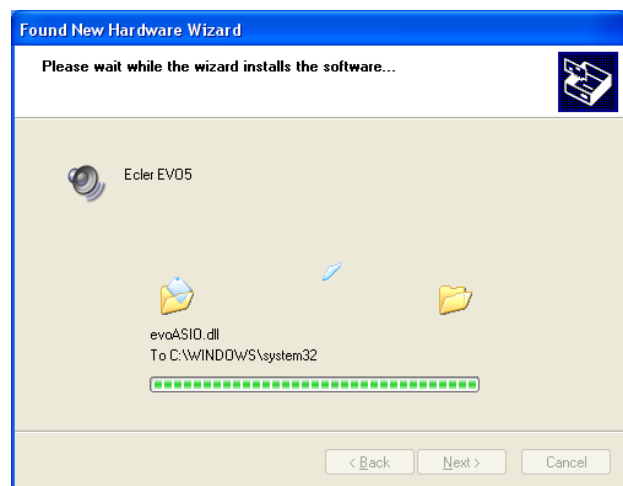 Found New Hardware Wizard
Please wait while the wizard installs the software...
Ecler EVO5
evoASIO.dll
To C:\WINDOWS\system32
< Back
Next >
Cancel